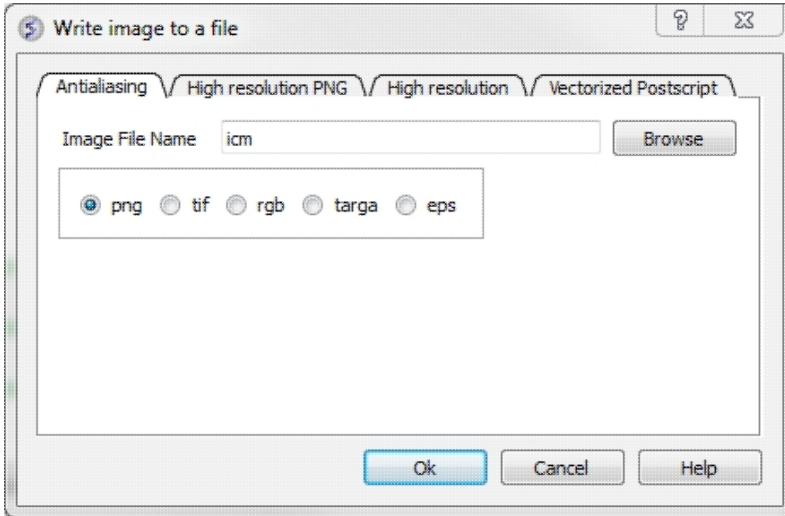 Write image to a file
Antialiasing High resolution PNG High resolution Vectorized Postscript
Image File Name icm Browse
png tif rgb targa eps
Ok Cancel Help